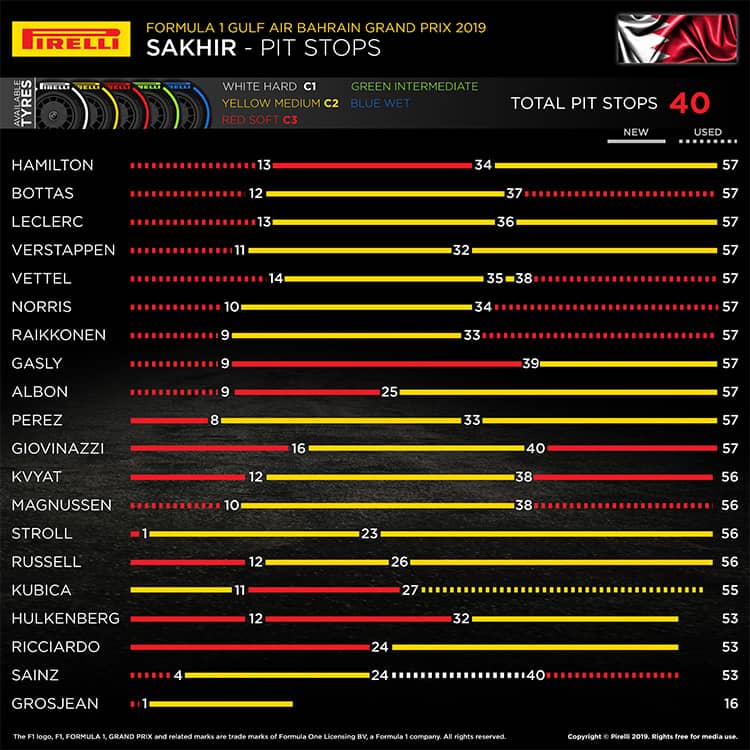 PIRELLI
FORMULA 1 GULF AIR BAHRAIN GRAND PRIX 2019
SAKHIR - PIT STOPS
AVAILABLE TYRES
WHITE HARD C1
GREEN INTERMEDIATE
YELLOW MEDIUM C2
BLUE WET
RED SOFT C3
TOTAL PIT STOPS 40
NEW USED
HAMILTON 13 34 57
BOTTAS 12 37 57
LECLERC 13 36 57
VERSTAPPEN 11 32 57
VETTEL 14 35 38 57
NORRIS 10 34 57
RAIKKONEN 9 33 57
GASLY 9 39 57
ALBON 9 25 57
PEREZ 8 33 57
GIOVINAZZI 16 40 57
KVYAT 12 38 56
MAGNUSSEN 10 38 56
STROLL 1 23 56
RUSSELL 12 26 56
KUBICA 11 27 55
HULKENBERG 12 32 53
RICCIARDO 24 53
SAINZ 4 24 40 53
GROSJEAN 1 16
The F1 logo, F1, FORMULA 1, GRAND PRIX and related marks are trade marks of Formula One Licensing BV, a Formula 1 company. All rights reserved.
Copyright © Pirelli 2019. Rights free for media use.